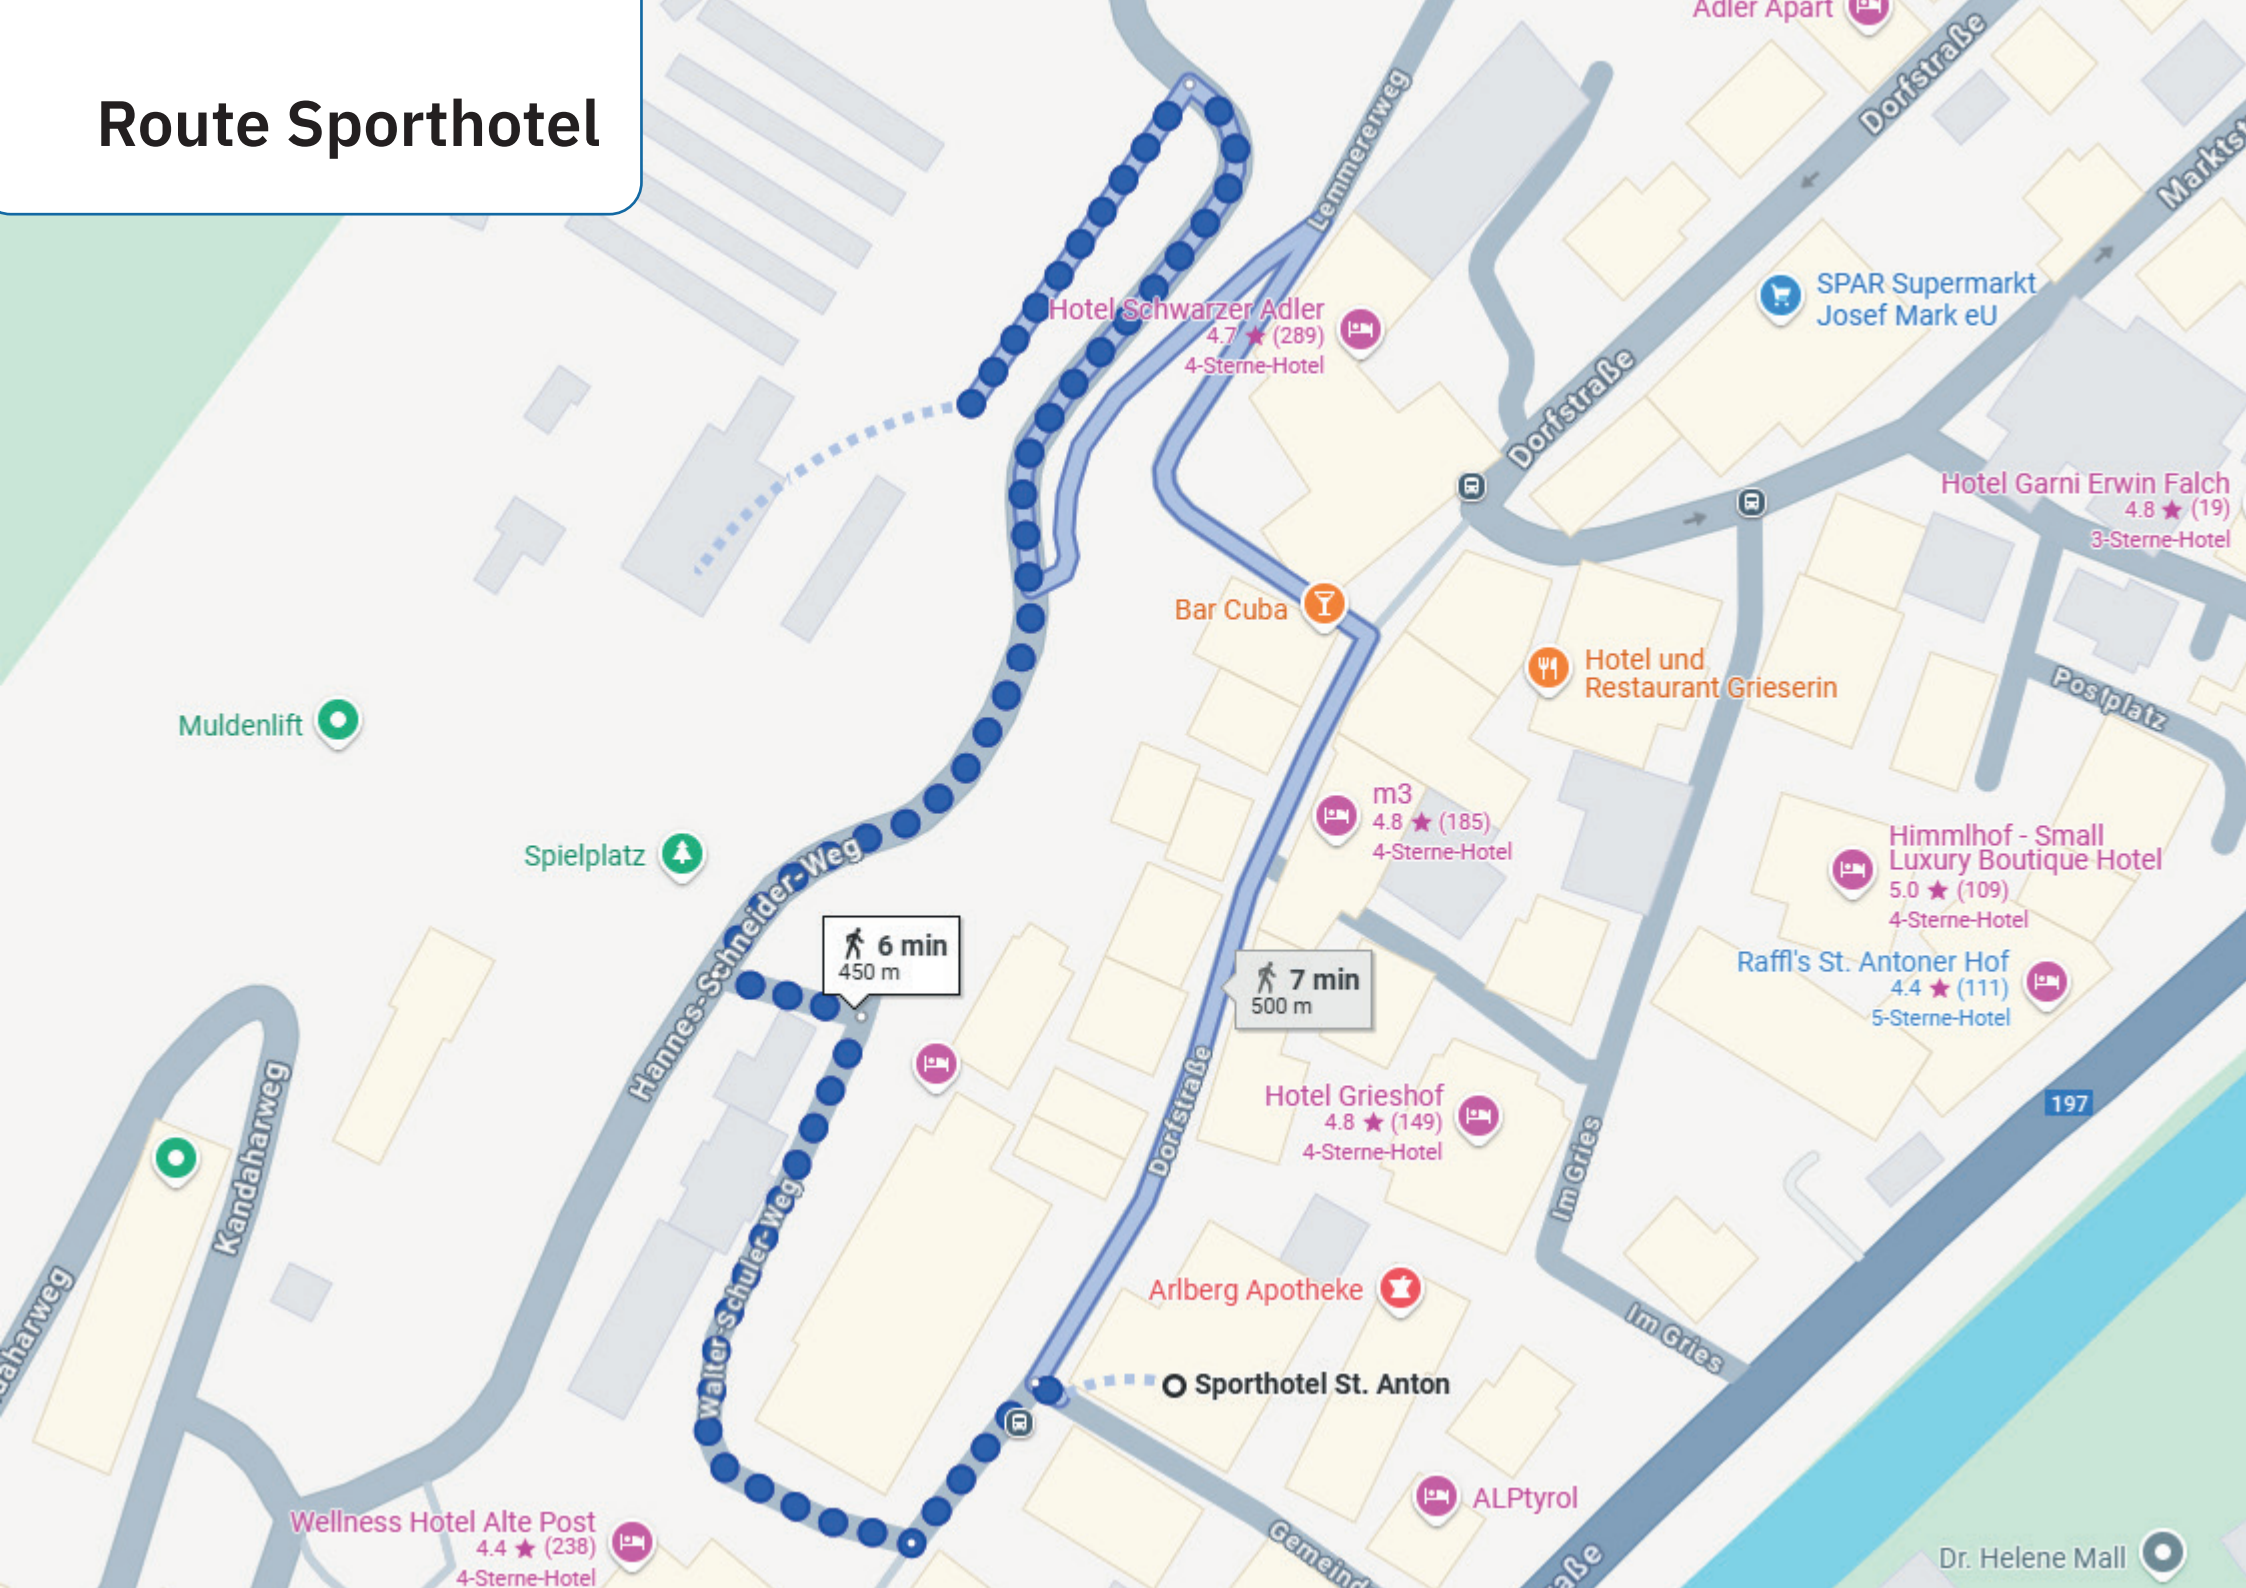 Route Sporthotel
Adler Apart
Dorfstraße
Lemmererweg
SPAR Supermarkt
Josef Mark eU
Hotel Schwarzer Adler
4.7 ★ (289)
4-Sterne-Hotel
Dorfstraße
Hotel Garni Erwin Falch
4.8 ★ (19)
3-Sterne-Hotel
Bar Cuba
Hotel und
Restaurant Grieserin
Postplatz
Muldenlift
m3
4.8 ★ (185)
4-Sterne-Hotel
Spielplatz
Hannes-Schneider-Weg
Himmlhof - Small
Luxury Boutique Hotel
5.0 ★ (109)
4-Sterne-Hotel
6 min
450 m
7 min
500 m
Raffl's St. Antoner Hof
4.4 ★ (111)
5-Sterne-Hotel
Kandaharweg
Dorfstraße
Hotel Grieshof
4.8 ★ (149)
4-Sterne-Hotel
197
Im Gries
Walter-Schuler-Weg
Arlberg Apotheke
Im Gries
daharweg
Sporthotel St. Anton
ALPtyrol
Wellness Hotel Alte Post
4.4 ★ (238)
4-Sterne-Hotel
Gemeind
aße
Dr. Helene Mall